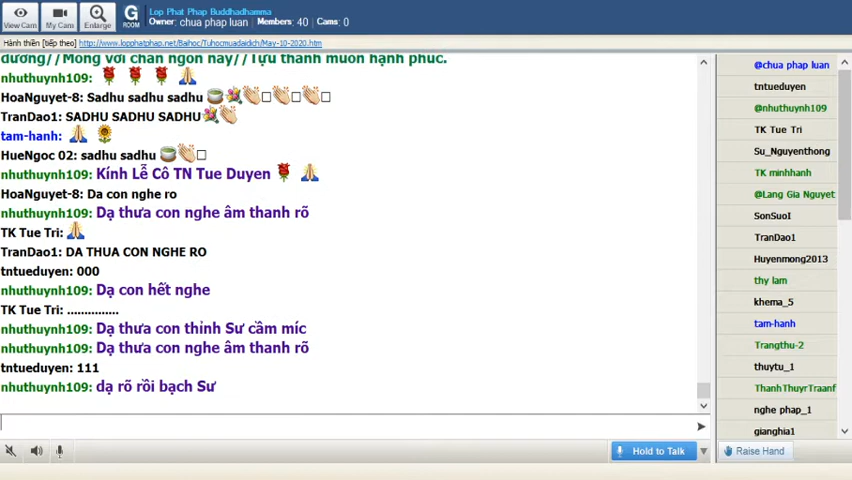 Lop Phat Phap Buddhadhamma
Owner: chua phap luan Members: 40 Cams: 0
View Cam
My Cam
Enlarge
G
ROOM
Hành thiền [tiếp theo] http://www.lopphatphap.net/Baihoc/Tuhocmuadaidich/May-10-2020.htm
dương//Mong với chân ngôn này//Tựu thành muôn hạnh phúc.
nhuthuynh109:
HoaNguyet-8: Sadhu sadhu sadhu
TranDao1: SADHU SADHU SADHU
tam-hanh:
HueNgoc 02: sadhu sadhu
nhuthuynh109: Kính Lễ Cô TN Tue Duyen
HoaNguyet-8: Da con nghe ro
nhuthuynh109: Dạ thưa con nghe âm thanh rõ
TK Tue Tri:
TranDao1: DA THUA CON NGHE RO
tntueduyen: 000
nhuthuynh109: Dạ con hết nghe
TK Tue Tri: ..............
nhuthuynh109: Dạ thưa con thỉnh Sư cầm míc
nhuthuynh109: Dạ thưa con nghe âm thanh rõ
tntueduyen: 111
nhuthuynh109: dạ rõ rồi bạch Sư
Hold to Talk
@chua phap luan
tntueduyen
@nhuthuynh109
TK Tue Tri
Su_Nguyenthong
TK minhhanh
@Lang Gia Nguyet
SonSuoI
TranDao1
Huyenmong2013
thy lam
khema_5
tam-hanh
Trangthu-2
thuytu_1
ThanhThuyrTraanf
nghe phap_1
gianghia1
Raise Hand